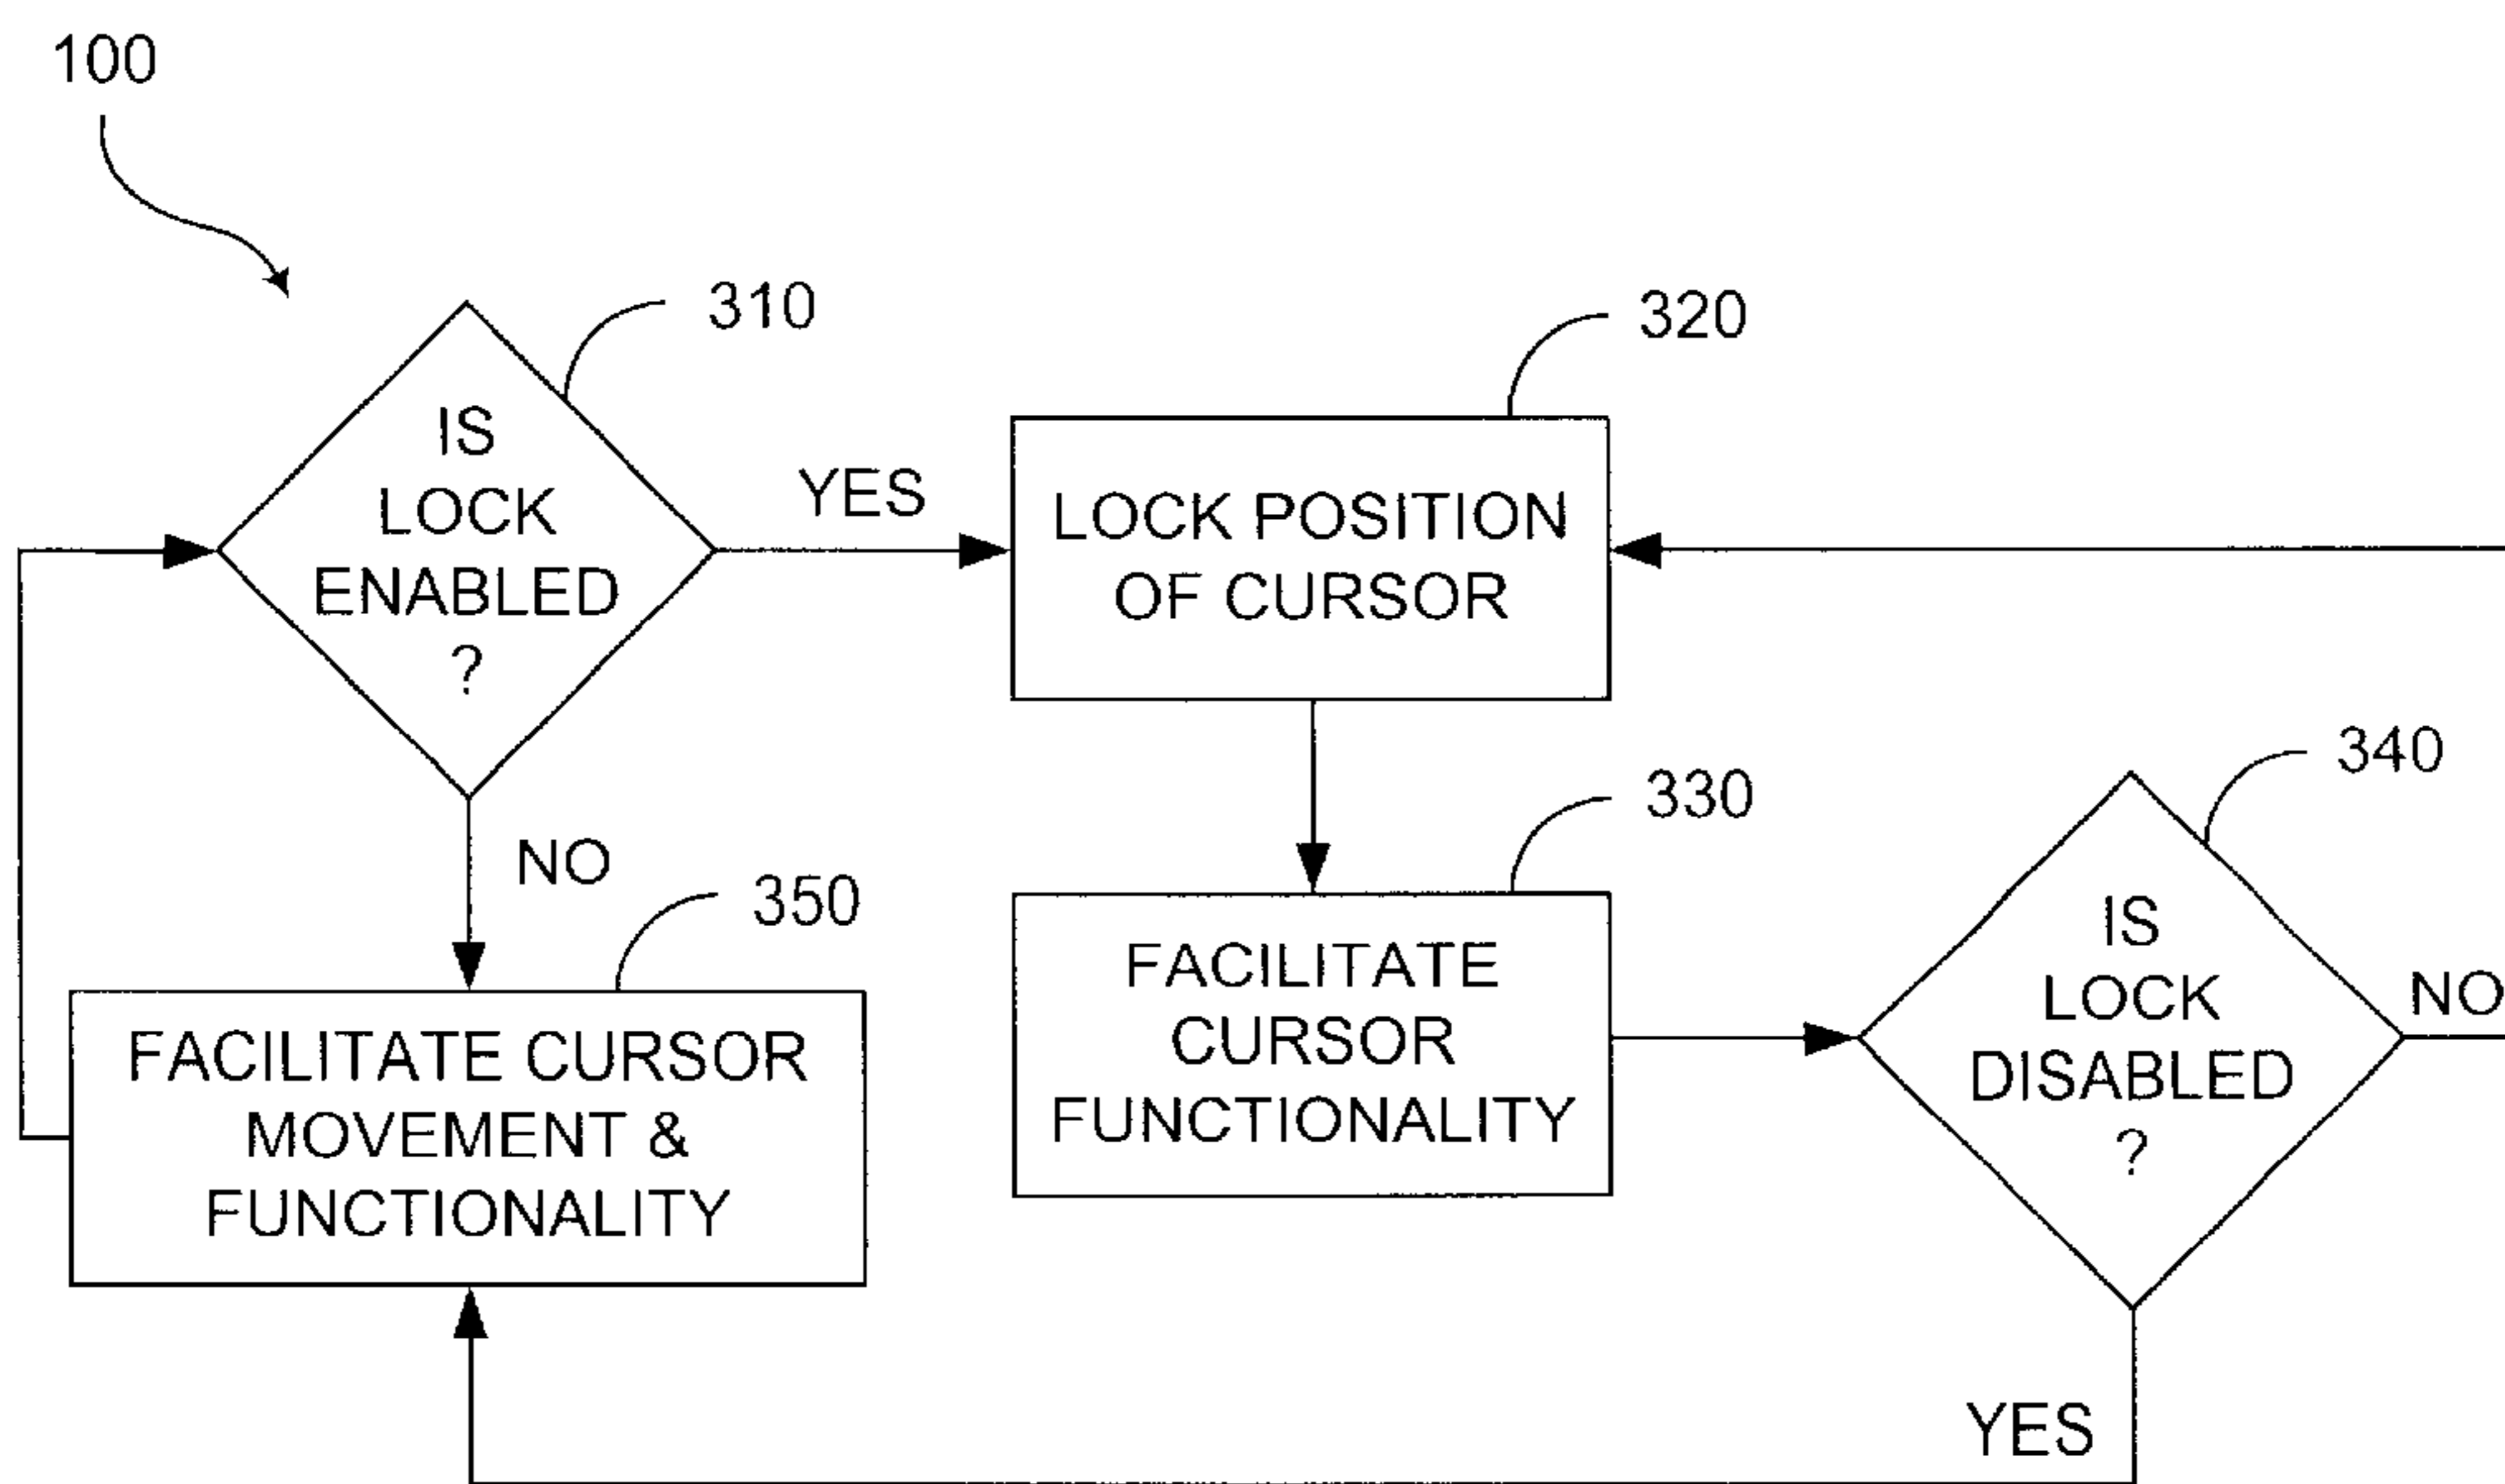 100
310
IS
LOCK
ENABLED
?
YES
NO
320
LOCK POSITION
OF CURSOR
330
FACILITATE
CURSOR
FUNCTIONALITY
340
IS
LOCK
DISABLED
?
NO
YES
350
FACILITATE CURSOR
MOVEMENT &
FUNCTIONALITY